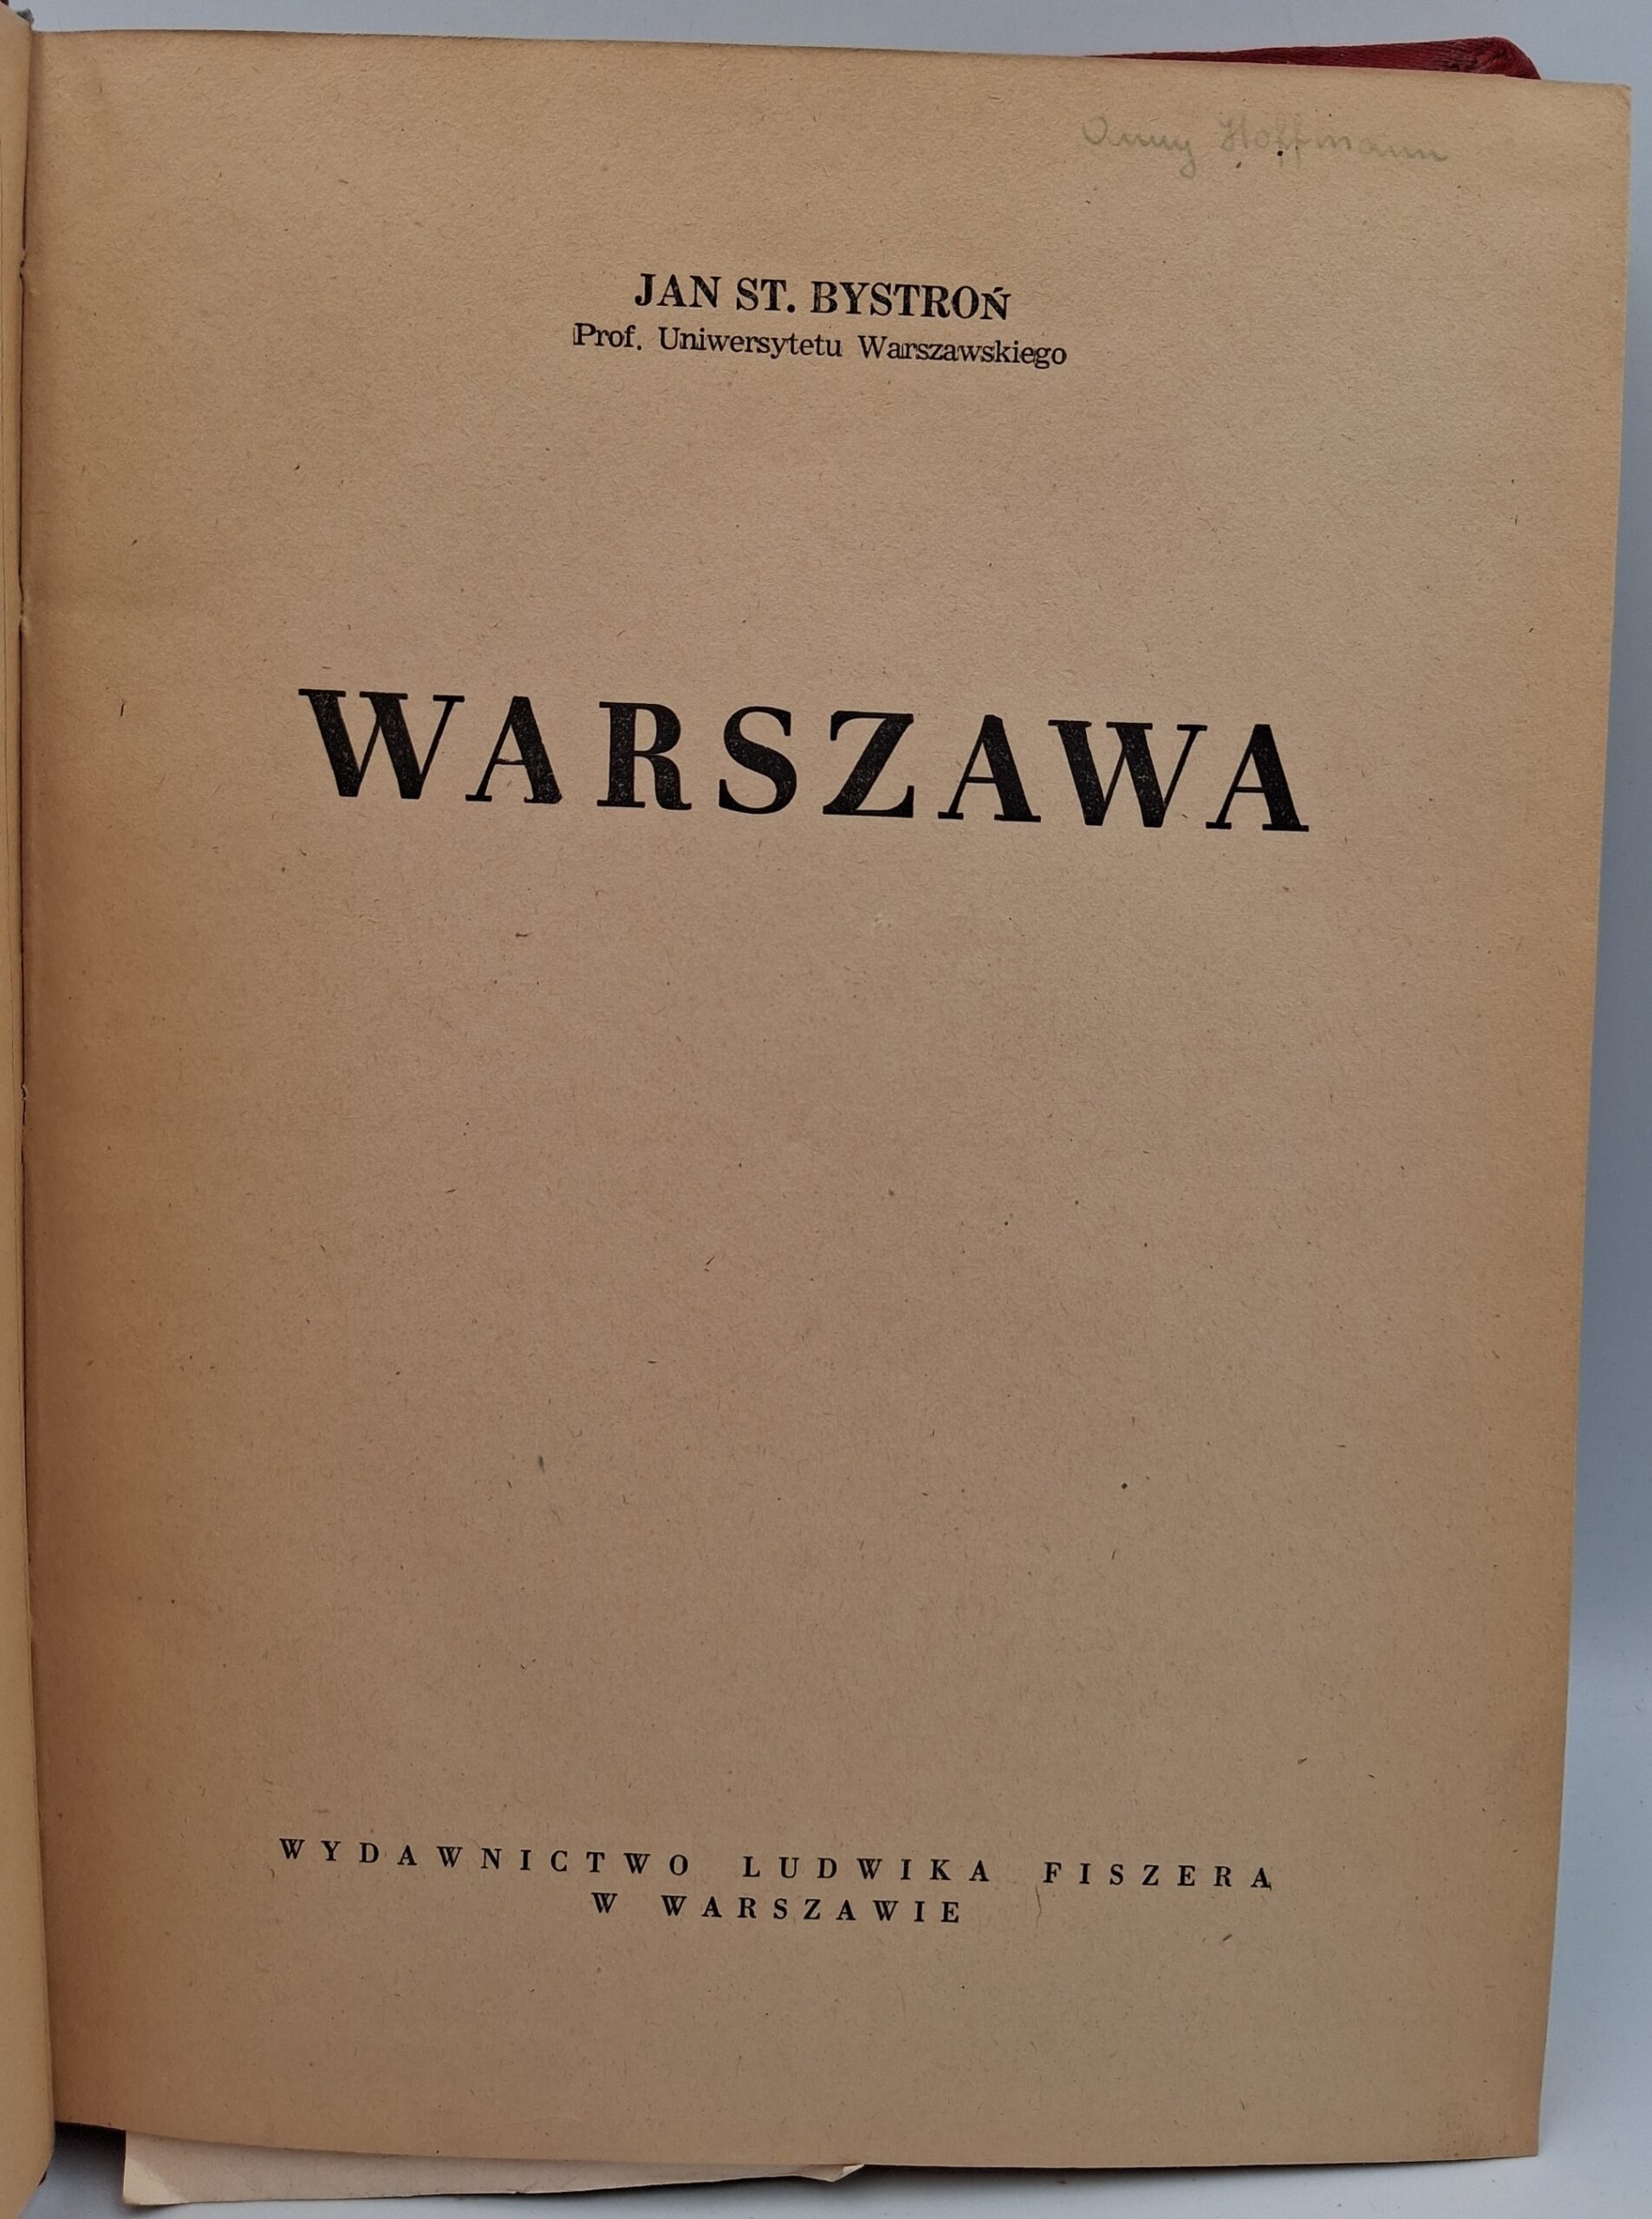 Anny Hoffmann
JAN ST. BYSTROŃ
Prof. Uniwersytetu Warszawskiego
WARSZAWA
WYDAWNICTWO LUDWIKA FISZERA
W WARSZAWIE